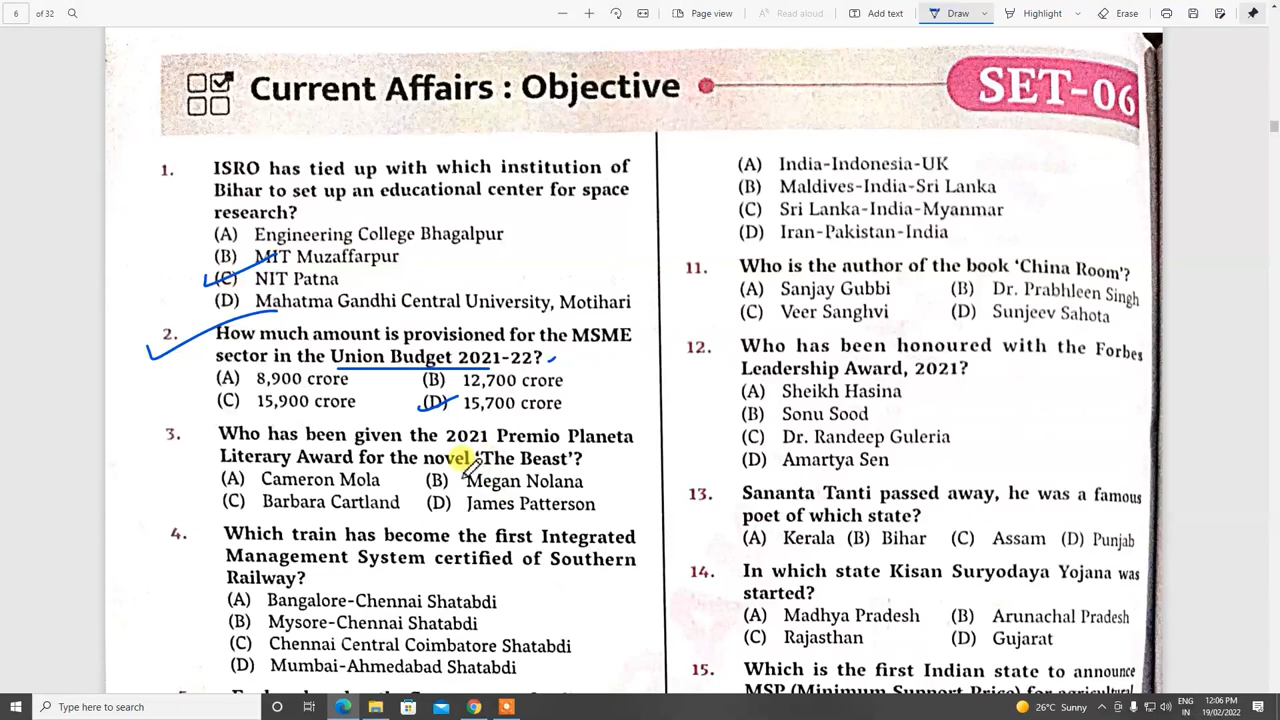 6 of 32
Page view
Read aloud
Add text
Draw
Highlight
Erase
Current Affairs : Objective
SET-06
1. ISRO has tied up with which institution of
Bihar to set up an educational center for space
research?
(A) Engineering College Bhagalpur
(B) MIT Muzaffarpur
(C) NIT Patna
(D) Mahatma Gandhi Central University, Motihari
2. How much amount is provisioned for the MSME
sector in the Union Budget 2021-22?
(A) 8,900 crore (B) 12,700 crore
(C) 15,900 crore (D) 15,700 crore
3. Who has been given the 2021 Premio Planeta
Literary Award for the novel 'The Beast'?
(A) Cameron Mola (B) Megan Nolana
(C) Barbara Cartland (D) James Patterson
4. Which train has become the first Integrated
Management System certified of Southern
Railway?
(A) Bangalore-Chennai Shatabdi
(B) Mysore-Chennai Shatabdi
(C) Chennai Central Coimbatore Shatabdi
(D) Mumbai-Ahmedabad Shatabdi
(A) India-Indonesia-UK
(B) Maldives-India-Sri Lanka
(C) Sri Lanka-India-Myanmar
(D) Iran-Pakistan-India
11. Who is the author of the book 'China Room'?
(A) Sanjay Gubbi (B) Dr. Prabhleen Singh
(C) Veer Sanghvi (D) Sunjeev Sahota
12. Who has been honoured with the Forbes
Leadership Award, 2021?
(A) Sheikh Hasina
(B) Sonu Sood
(C) Dr. Randeep Guleria
(D) Amartya Sen
13. Sananta Tanti passed away, he was a famous
poet of which state?
(A) Kerala (B) Bihar (C) Assam (D) Punjab
14. In which state Kisan Suryodaya Yojana was
started?
(A) Madhya Pradesh (B) Arunachal Pradesh
(C) Rajasthan (D) Gujarat
15. Which is the first Indian state to announce
MSP (Minimum Support Price) for agricultural
Type here to search
26°C Sunny
ENG
IN
12:06 PM
19/02/2022